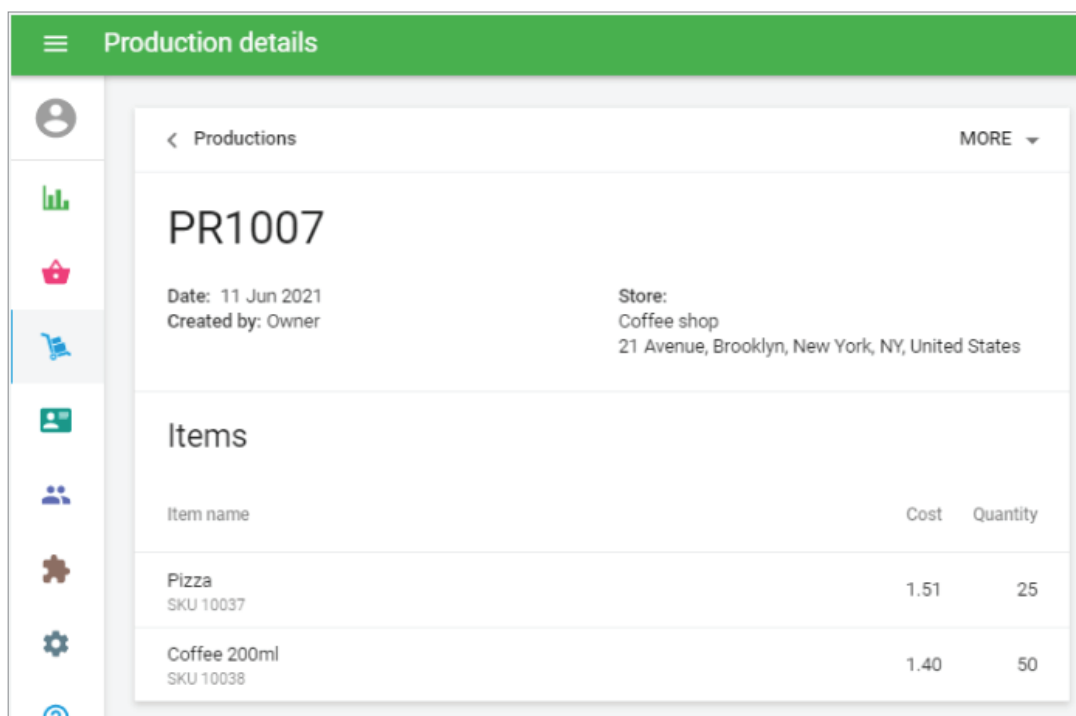 Production details
Productions
MORE
PR1007
Date: 11 Jun 2021
Created by: Owner
Store:
Coffee shop
21 Avenue, Brooklyn, New York, NY, United States
Items
Item name Cost Quantity
Pizza
SKU 10037
1.51 25
Coffee 200ml
SKU 10038
1.40 50